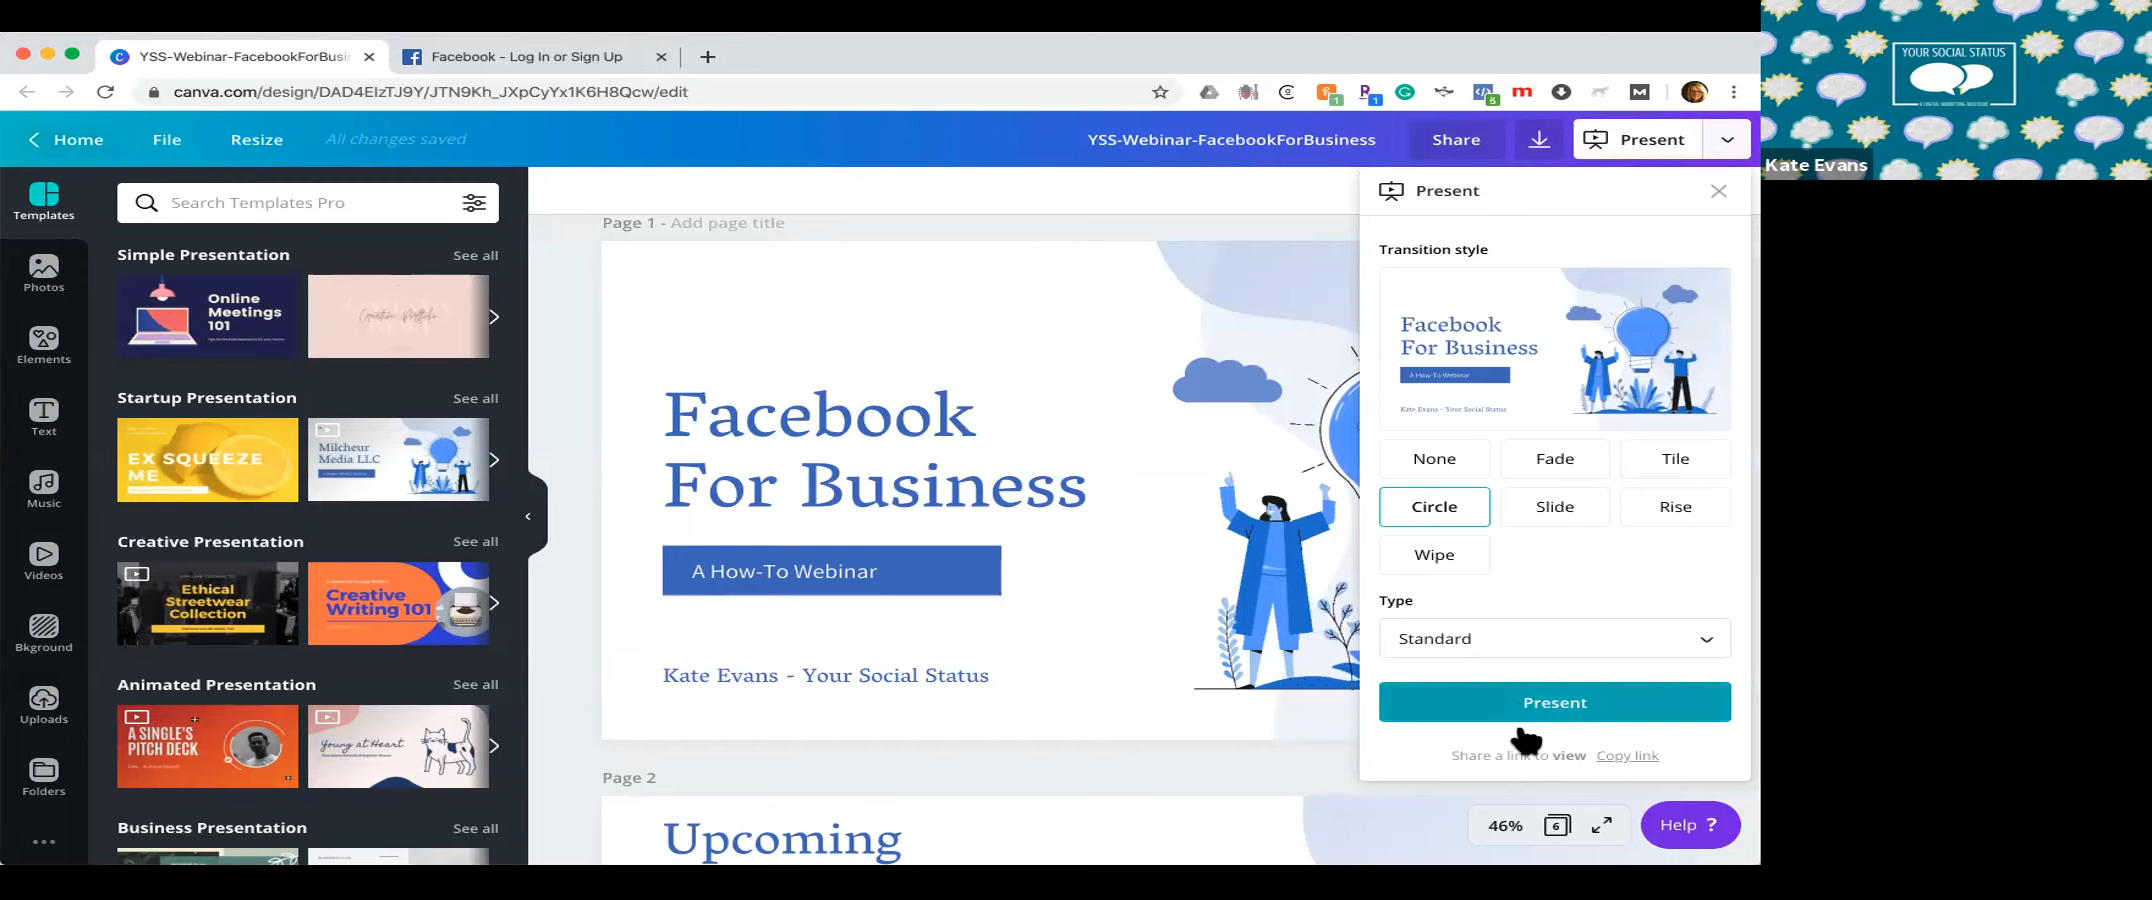 YSS-Webinar-FacebookForBusi
Facebook - Log In or Sign Up
canva.com/design/DAD4EIzTJ9Y/JTN9Kh_JXpCyYx1K6H8Qcw/edit
YOUR SOCIAL STATUS
A DIGITAL MARKETING BOUTIQUE
Kate Evans
Home
File
Resize
All changes saved
YSS-Webinar-FacebookForBusiness
Share
Present
Templates
Photos
Elements
Text
Music
Videos
Bkground
Uploads
Folders
Search Templates Pro
Simple Presentation
See all
Online
Meetings
101
Creative Portfolio
Startup Presentation
See all
EX SQUEEZE
ME
Milcheur
Media LLC
Creative Presentation
See all
Ethical
Streetwear
Collection
Creative
Writing 101
Animated Presentation
See all
A SINGLE'S
PITCH DECK
Young at Heart
Business Presentation
See all
Page 1 - Add page title
Facebook
For Business
A How-To Webinar
Kate Evans - Your Social Status
Page 2
Upcoming
Present
Transition style
Facebook
For Business
A How-To Webinar
Kate Evans - Your Social Status
None
Fade
Tile
Circle
Slide
Rise
Wipe
Type
Standard
Present
Share a link to view
Copy link
46%
6
Help ?